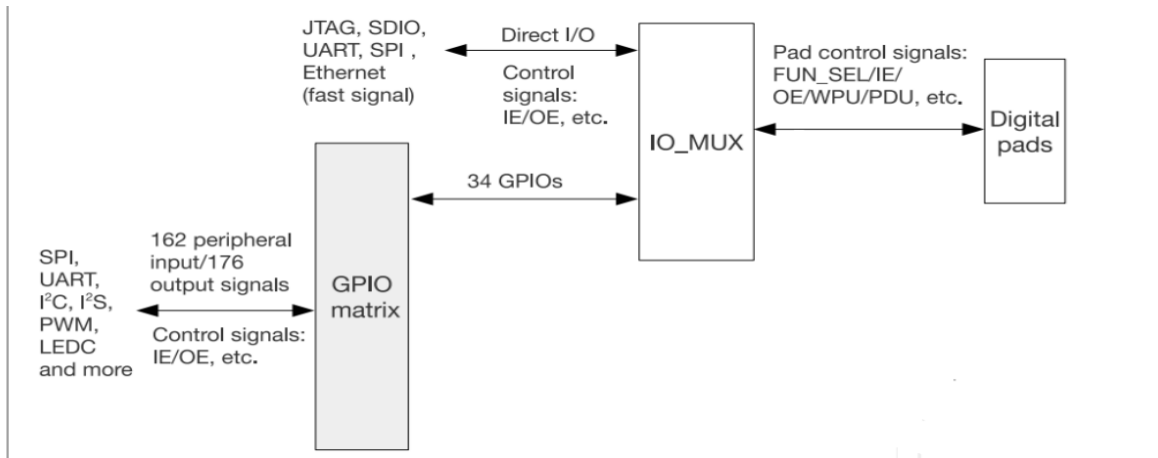 JTAG, SDIO,
UART, SPI ,
Ethernet
(fast signal)
Direct I/O
Control
signals:
IE/OE, etc.
IO_MUX
Pad control signals:
FUN_SEL/IE/
OE/WPU/PDU, etc.
Digital
pads
34 GPIOs
SPI,
UART,
I²C, I²S,
PWM,
LEDC
and more
162 peripheral
input/176
output signals
Control signals:
IE/OE, etc.
GPIO
matrix